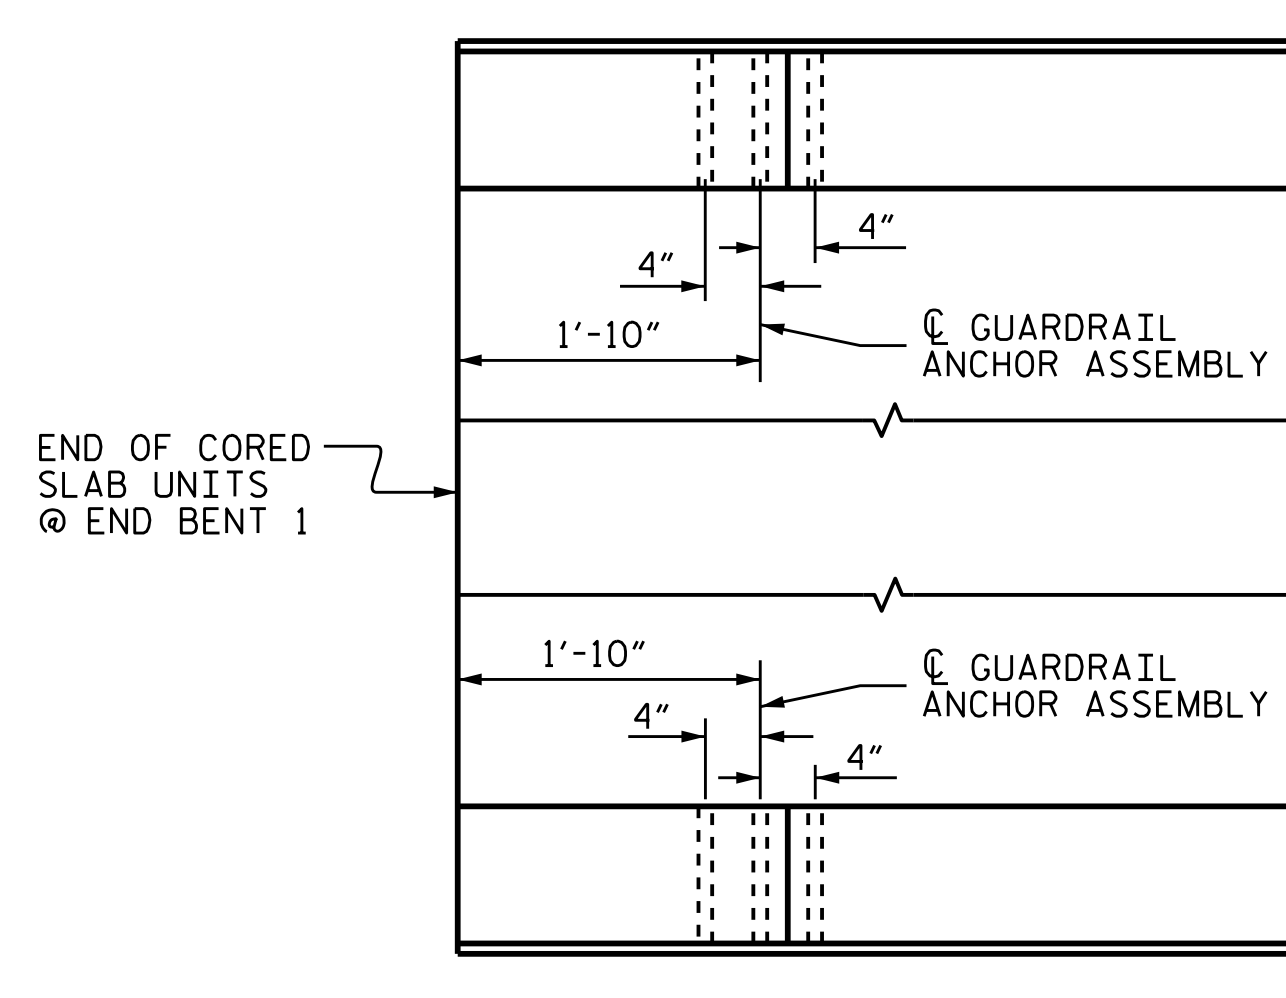 4"
4"
1'-10"
℄ GUARDRAIL
ANCHOR ASSEMBLY
END OF CORED
SLAB UNITS
@ END BENT 1
1'-10"
℄ GUARDRAIL
ANCHOR ASSEMBLY
4"
4"